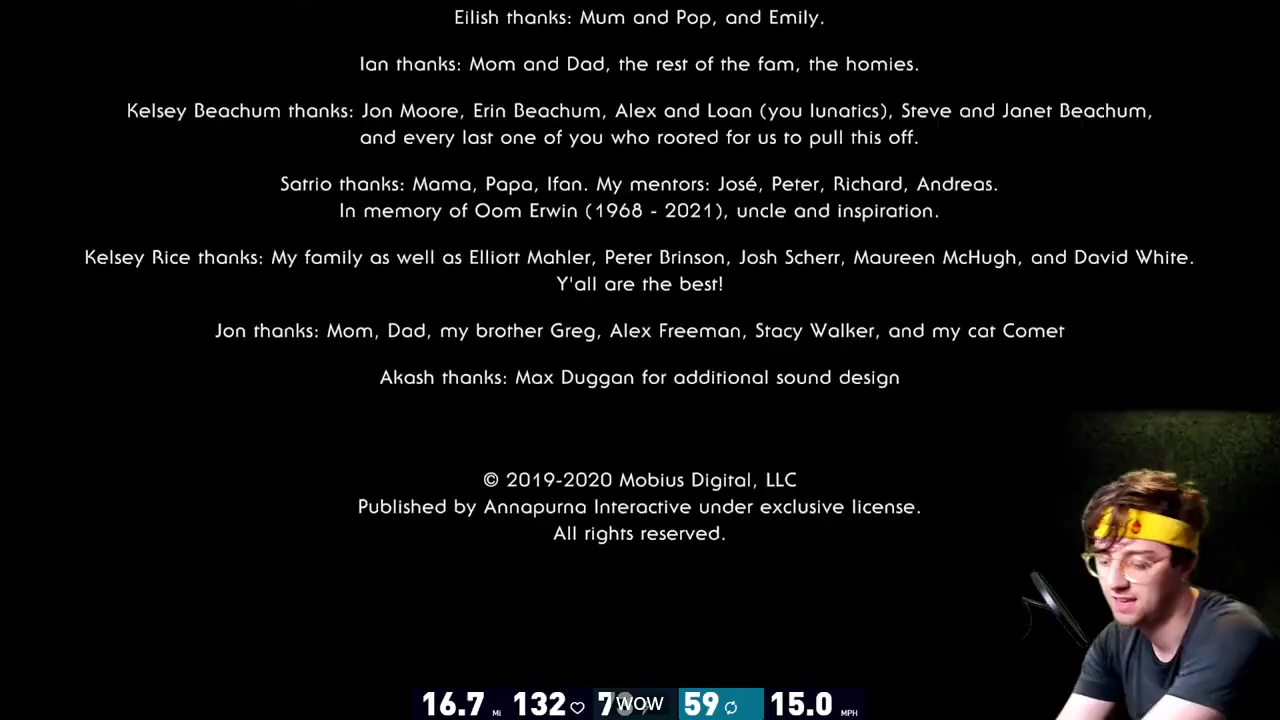 Eilish thanks: Mum and Pop, and Emily.
Ian thanks: Mom and Dad, the rest of the fam, the homies.
Kelsey Beachum thanks: Jon Moore, Erin Beachum, Alex and Loan (you lunatics), Steve and Janet Beachum,
and every last one of you who rooted for us to pull this off.
Satrio thanks: Mama, Papa, Ifan. My mentors: José, Peter, Richard, Andreas.
In memory of Oom Erwin (1968 - 2021), uncle and inspiration.
Kelsey Rice thanks: My family as well as Elliott Mahler, Peter Brinson, Josh Scherr, Maureen McHugh, and David White.
Y'all are the best!
Jon thanks: Mom, Dad, my brother Greg, Alex Freeman, Stacy Walker, and my cat Comet
Akash thanks: Max Duggan for additional sound design
© 2019-2020 Mobius Digital, LLC
Published by Annapurna Interactive under exclusive license.
All rights reserved.
16.7 Mi 132 wow 59 15.0 MPH